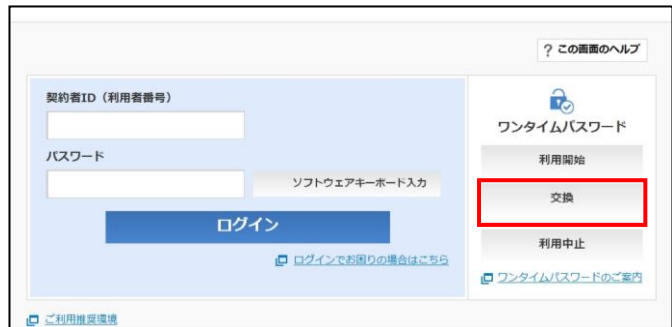 ? この画面のヘルプ
契約者ID（利用者番号）
パスワード
ソフトウェアキーボード入力
ログイン
ログインでお困りの場合はこちら
ワンタイムパスワード
利用開始
交換
利用中止
ワンタイムパスワードのご案内
ご利用推奨環境